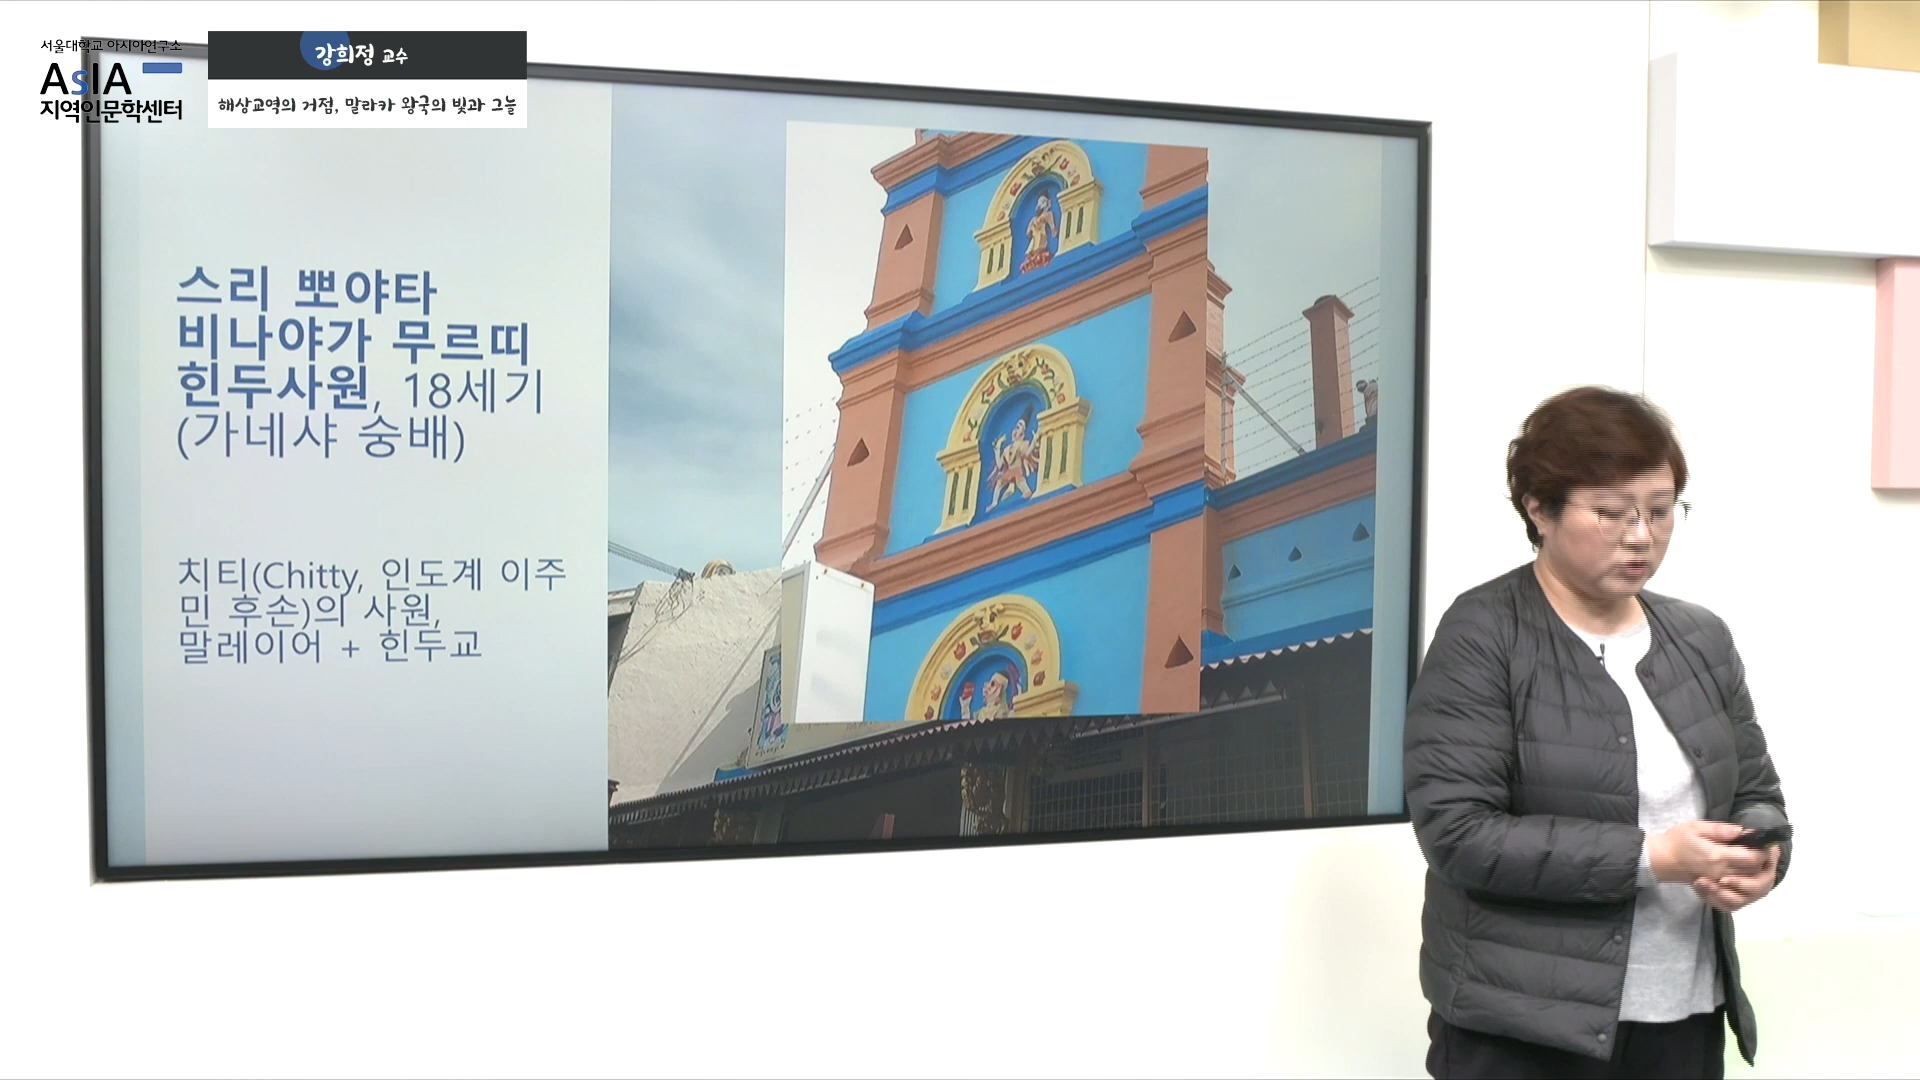 서울대학교 아시아연구소
AsIA
지역인문학센터
강희정 교수
해상교역의 거점, 말라카 왕국의 빛과 그늘
스리 뽀야타
비나야가 무르띠
힌두사원, 18세기
(가네샤 숭배)
치티(Chitty, 인도계 이주
민 후손)의 사원,
말레이어 + 힌두교